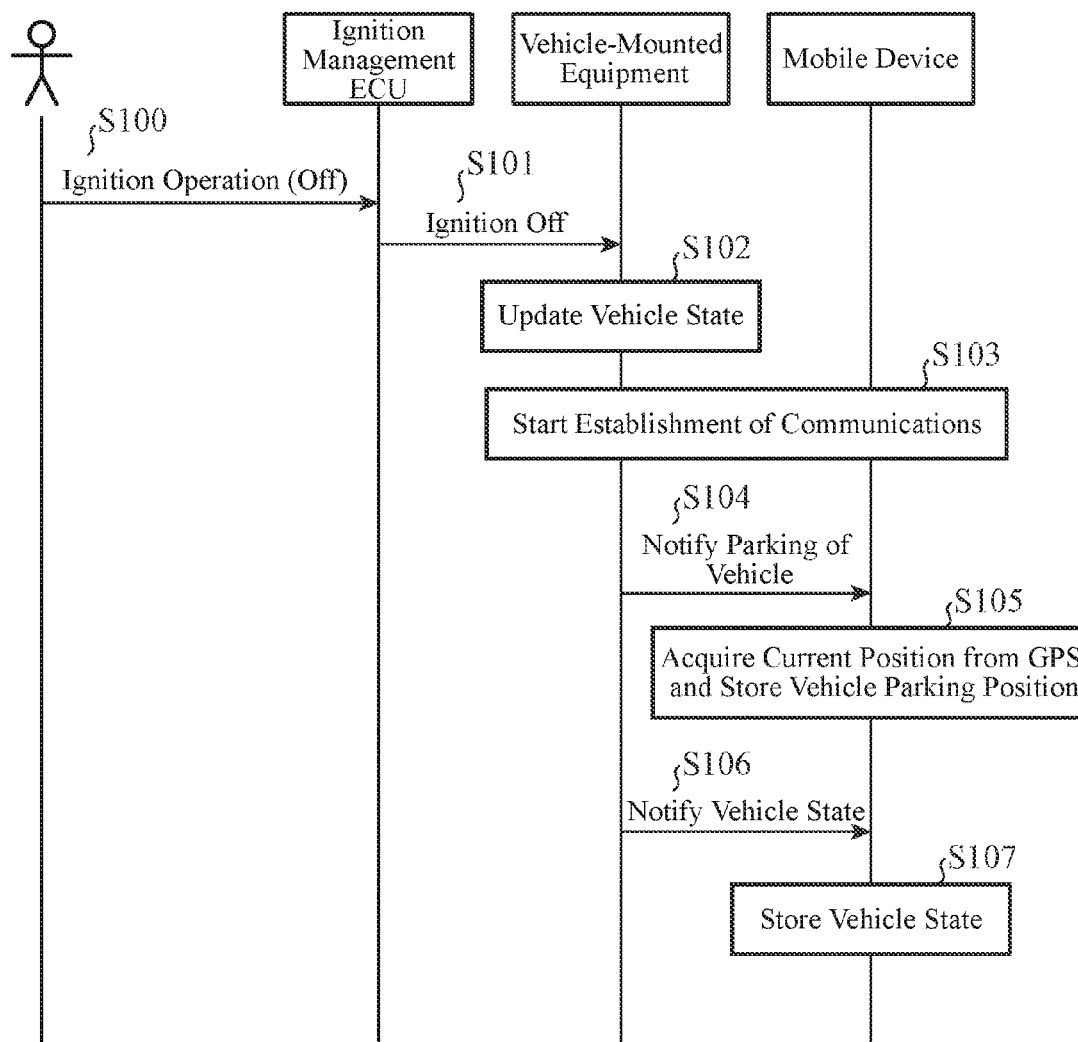 Ignition
Management
ECU
Vehicle-Mounted
Equipment
Mobile Device
S100
Ignition Operation (Off)
S101
Ignition Off
S102
Update Vehicle State
S103
Start Establishment of Communications
S104
Notify Parking of
Vehicle
S105
Acquire Current Position from GPS
and Store Vehicle Parking Position
S106
Notify Vehicle State
S107
Store Vehicle State